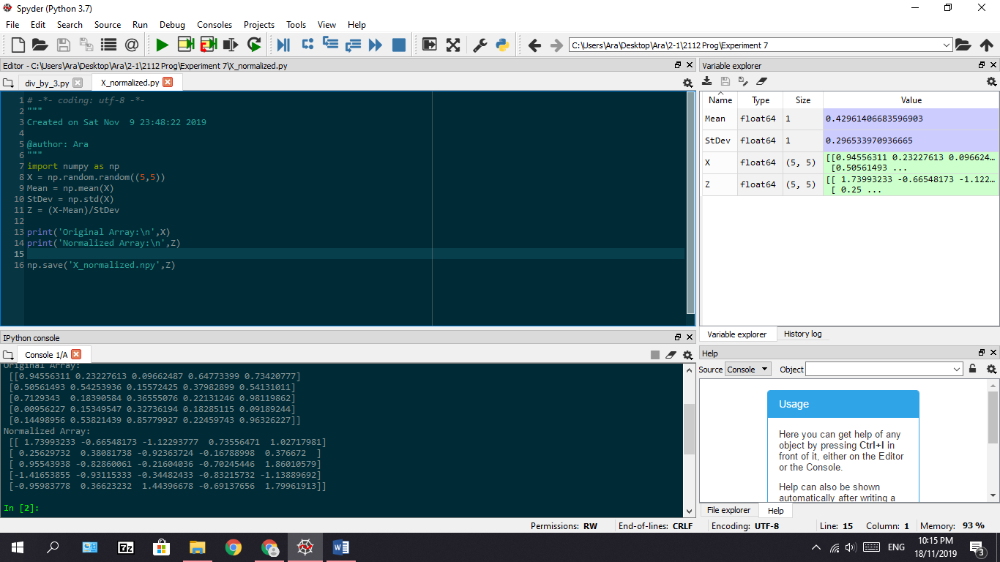 Spyder (Python 3.7)
File Edit Search Source Run Debug Consoles Projects Tools View Help
C:\Users\Ara\Desktop\Ara\2-1\2112 Prog\Experiment 7
Editor - C:\Users\Ara\Desktop\Ara\2-1\2112 Prog\Experiment 7\X_normalized.py
div_by_3.py X_normalized.py
1 # -*- coding: utf-8 -*-
2 """
3 Created on Sat Nov  9 23:48:22 2019
4
5 @author: Ara
6 """
7 import numpy as np
8 X = np.random.random((5,5))
9 Mean = np.mean(X)
10 StDev = np.std(X)
11 Z = (X-Mean)/StDev
12
13 print('Original Array:\n',X)
14 print('Normalized Array:\n',Z)
15
16 np.save('X_normalized.npy',Z)
Variable explorer
Name Type Size Value
Mean float64 1 0.42961406683596903
StDev float64 1 0.296533970936665
X float64 (5, 5) [[0.94556311 0.23227613 0.096624...
[0.50561493 ...
Z float64 (5, 5) [[ 1.73993233 -0.66548173 -1.122...
[ 0.25 ...
Variable explorer History log
IPython console
Console 1/A
Original Array:
[[0.94556311 0.23227613 0.09662487 0.64773399 0.73420777]
[0.50561493 0.54253936 0.15572425 0.37982899 0.54131011]
[0.7129343  0.18390584 0.36555076 0.22131246 0.98119862]
[0.00956227 0.15349547 0.32736194 0.18285115 0.09189244]
[0.14498956 0.53821439 0.85779927 0.22459743 0.96326227]]
Normalized Array:
[[ 1.73993233 -0.66548173 -1.12293777  0.73556471  1.02717981]
[ 0.25629732  0.38081738 -0.92363724 -0.16788998  0.376672  ]
[ 0.95543938 -0.82860061 -0.21604036 -0.70245446  1.86010579]
[-1.41653855 -0.93115333 -0.34482433 -0.83215732 -1.13889692]
[-0.95983778  0.36623232  1.44396678 -0.69137656  1.79961913]]
In [2]:
Help
Source Console Object
Usage
Here you can get help of any
object by pressing Ctrl+I in
front of it, either on the Editor
or the Console.
Help can also be shown
automatically after writing a
File explorer Help
Permissions: RW End-of-lines: CRLF Encoding: UTF-8 Line: 15 Column: 1 Memory: 93 %
7z
W
ENG
10:15 PM
18/11/2019
3